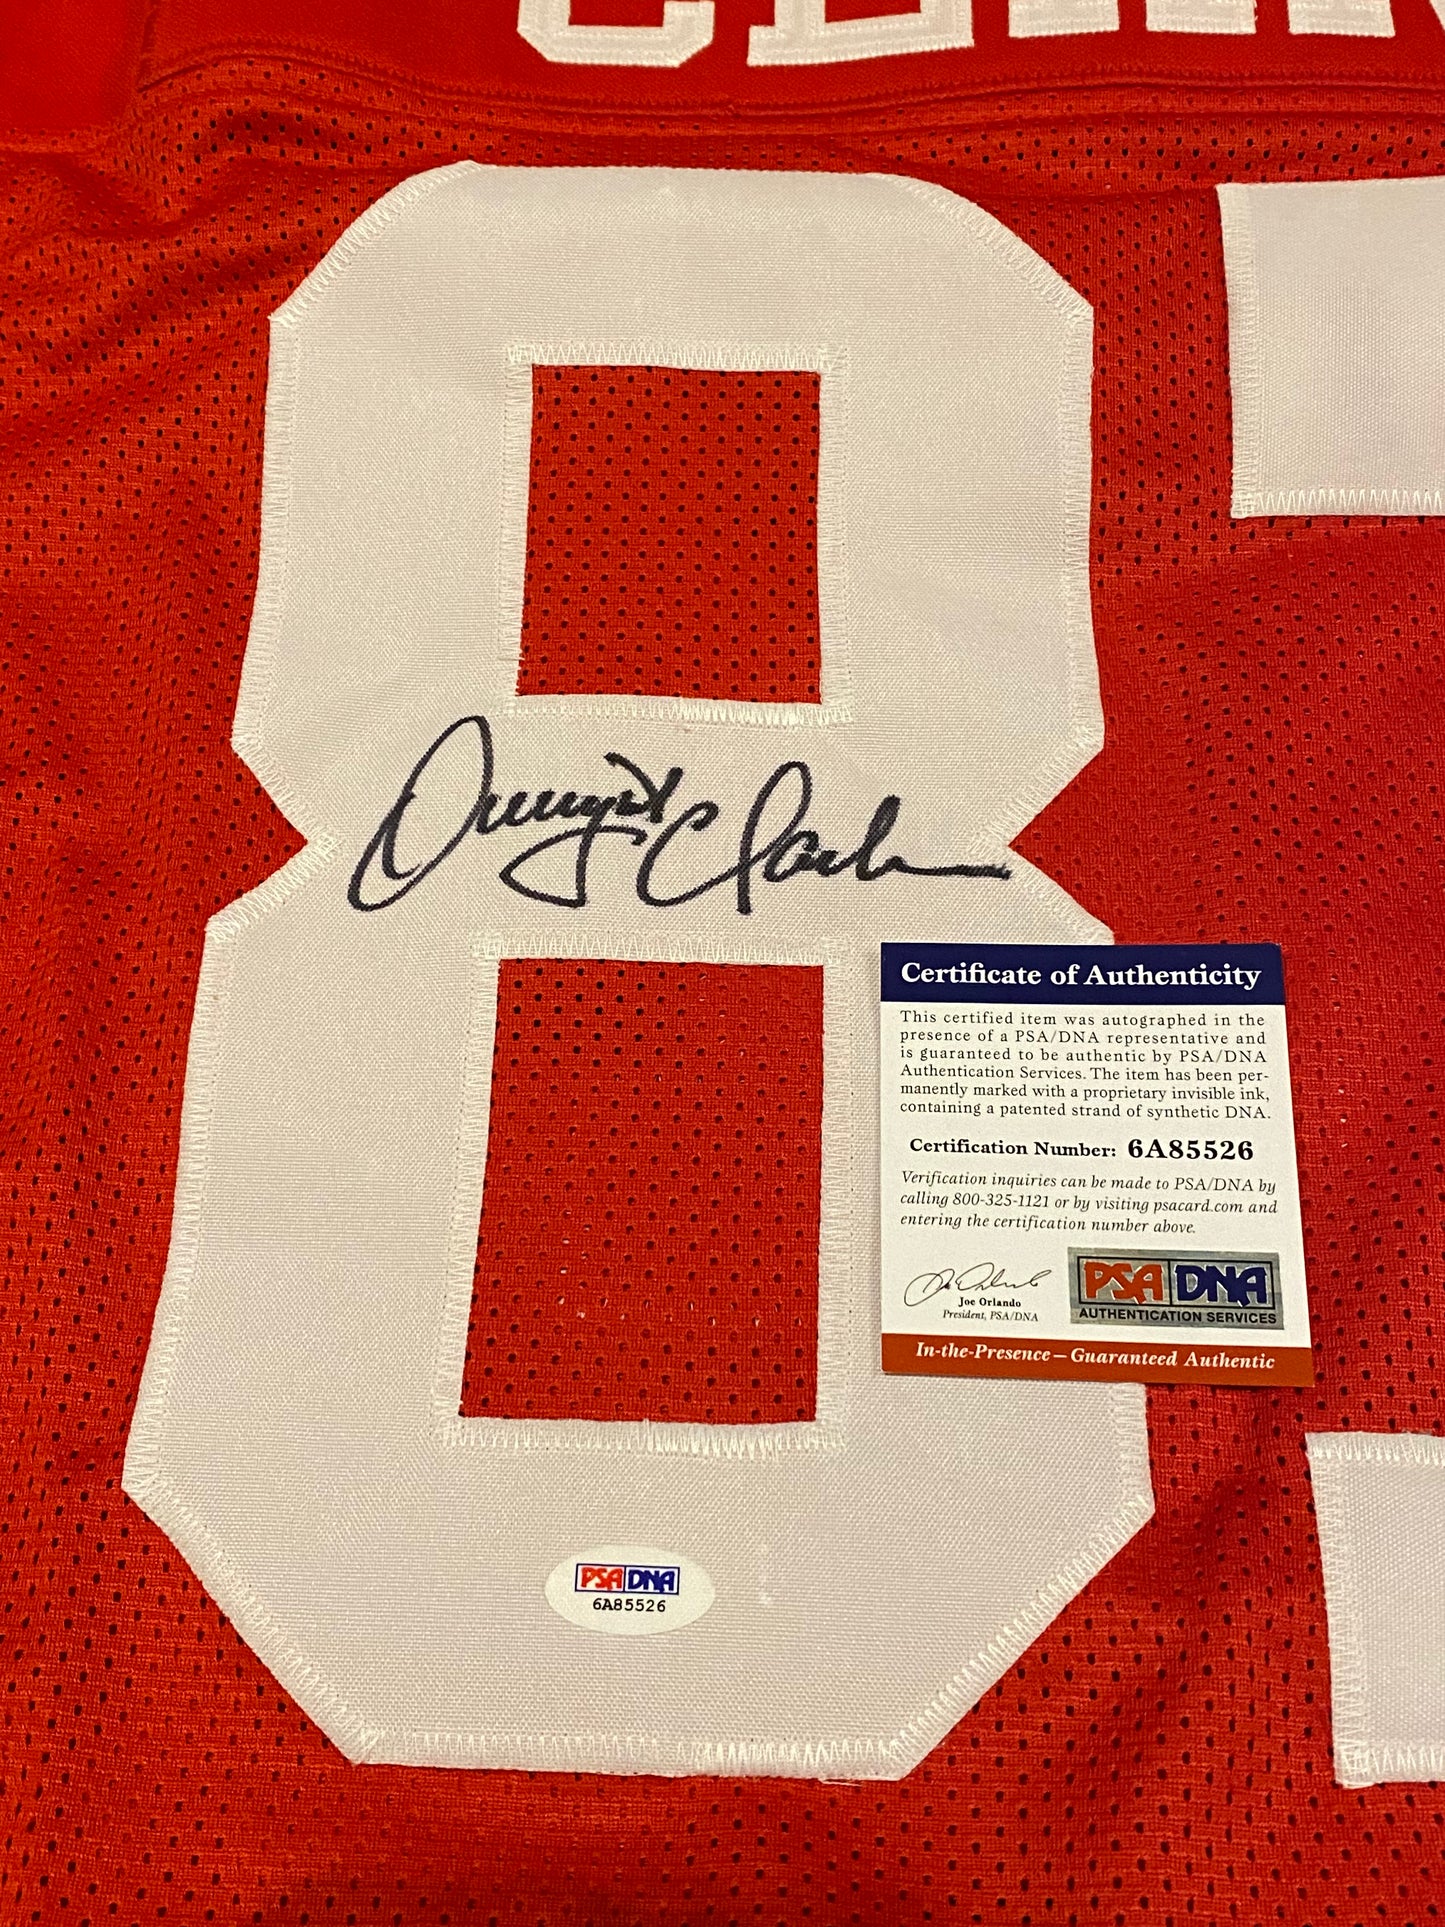 CLAR
8
Dwight Clark
Certificate of Authenticity
This certified item was autographed in the
presence of a PSA/DNA representative and
is guaranteed to be authentic by PSA/DNA
Authentication Services. The item has been per-
manently marked with a proprietary invisible ink,
containing a patented strand of synthetic DNA.
Certification Number: 6A85526
Verification inquiries can be made to PSA/DNA by
calling 800-325-1121 or by visiting psacard.com and
entering the certification number above.
Joe Orlando
President, PSA/DNA
PSA DNA
AUTHENTICATION SERVICES
In-the-Presence — Guaranteed Authentic
PSA DNA
6A85526